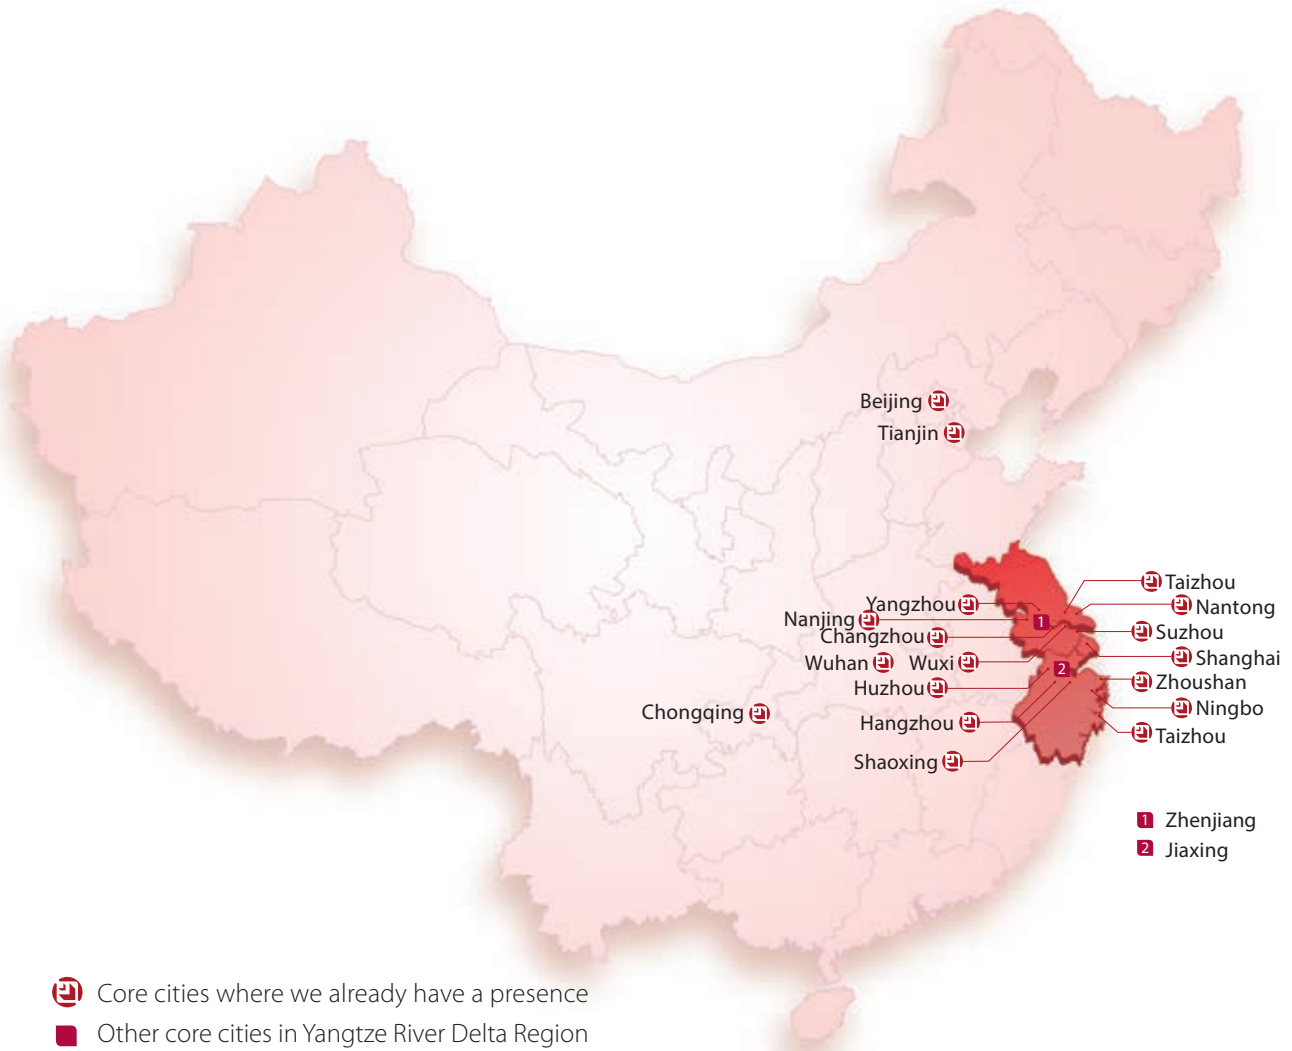 Beijing
Tianjin
Taizhou
Yangzhou
Nantong
Nanjing
1
Changzhou
Suzhou
Wuhan
Wuxi
Shanghai
2
Huzhou
Zhoushan
Chongqing
Ningbo
Hangzhou
Taizhou
Shaoxing
1 Zhenjiang
2 Jiaxing
Core cities where we already have a presence
Other core cities in Yangtze River Delta Region